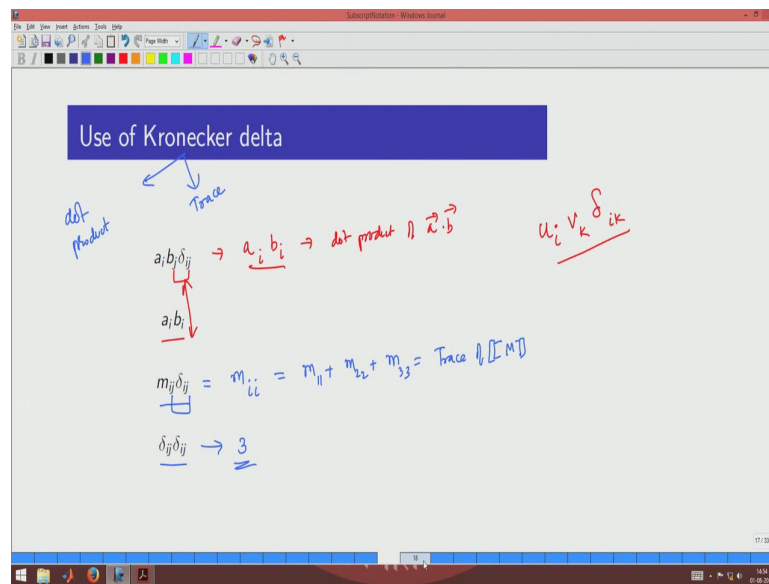 SubscriptNotation - Windows Journal
File Edit View Insert Actions Tools Help
Page Width
B I
Use of Kronecker delta
dot product
Trace
a_i b_j δ_ij → a_i b_i → dot product of a⃗·b⃗
u_i v_k δ_ik
a_i b_i
m_ij δ_ij = m_ii = m_11 + m_22 + m_33 = Trace of [[M]]
δ_ij δ_ij → 3
17 / 33
18
14:54